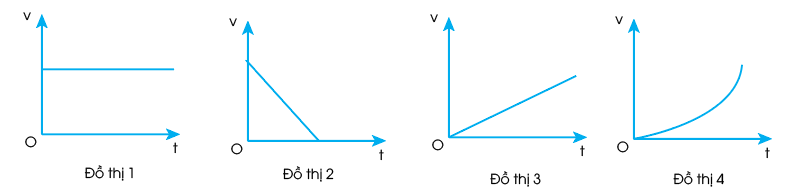 v
O
t
Đồ thị 1
v
O
t
Đồ thị 2
v
O
t
Đồ thị 3
v
O
t
Đồ thị 4